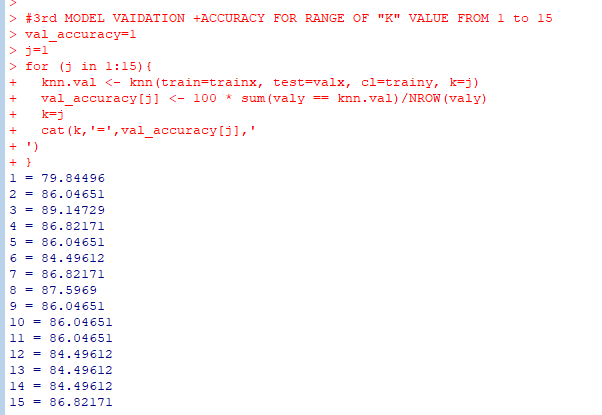 >
> #3rd MODEL VAIDATION +ACCURACY FOR RANGE OF "K" VALUE FROM 1 to 15
> val_accuracy=1
> j=1
> for (j in 1:15){
+   knn.val <- knn(train=trainx, test=valx, cl=trainy, k=j)
+   val_accuracy[j] <- 100 * sum(valy == knn.val)/NROW(valy)
+   k=j
+   cat(k,'=',val_accuracy[j],'
+ ')
+ }
1 = 79.84496
2 = 86.04651
3 = 89.14729
4 = 86.82171
5 = 86.04651
6 = 84.49612
7 = 86.82171
8 = 87.5969
9 = 86.04651
10 = 86.04651
11 = 86.04651
12 = 84.49612
13 = 84.49612
14 = 84.49612
15 = 86.82171